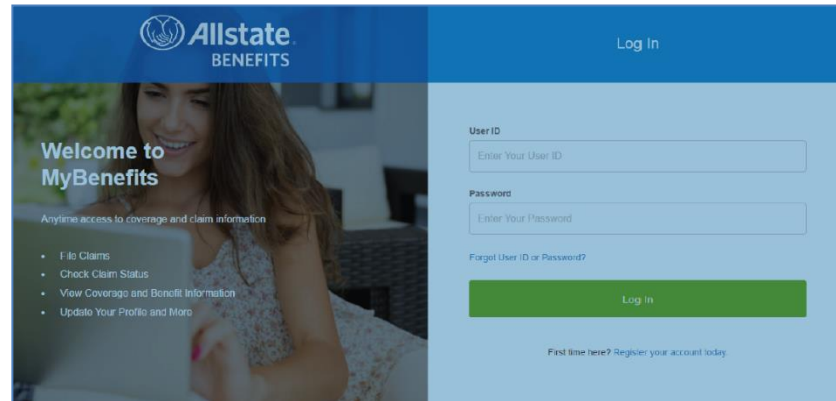 Allstate.
BENEFITS
Log In
Welcome to
MyBenefits
Anytime access to coverage and claim information
• File Claims
• Check Claim Status
• View Coverage and Benefit Information
• Update Your Profile and More
User ID
Enter Your User ID
Password
Enter Your Password
Forgot User ID or Password?
Log In
First time here? Register your account today.